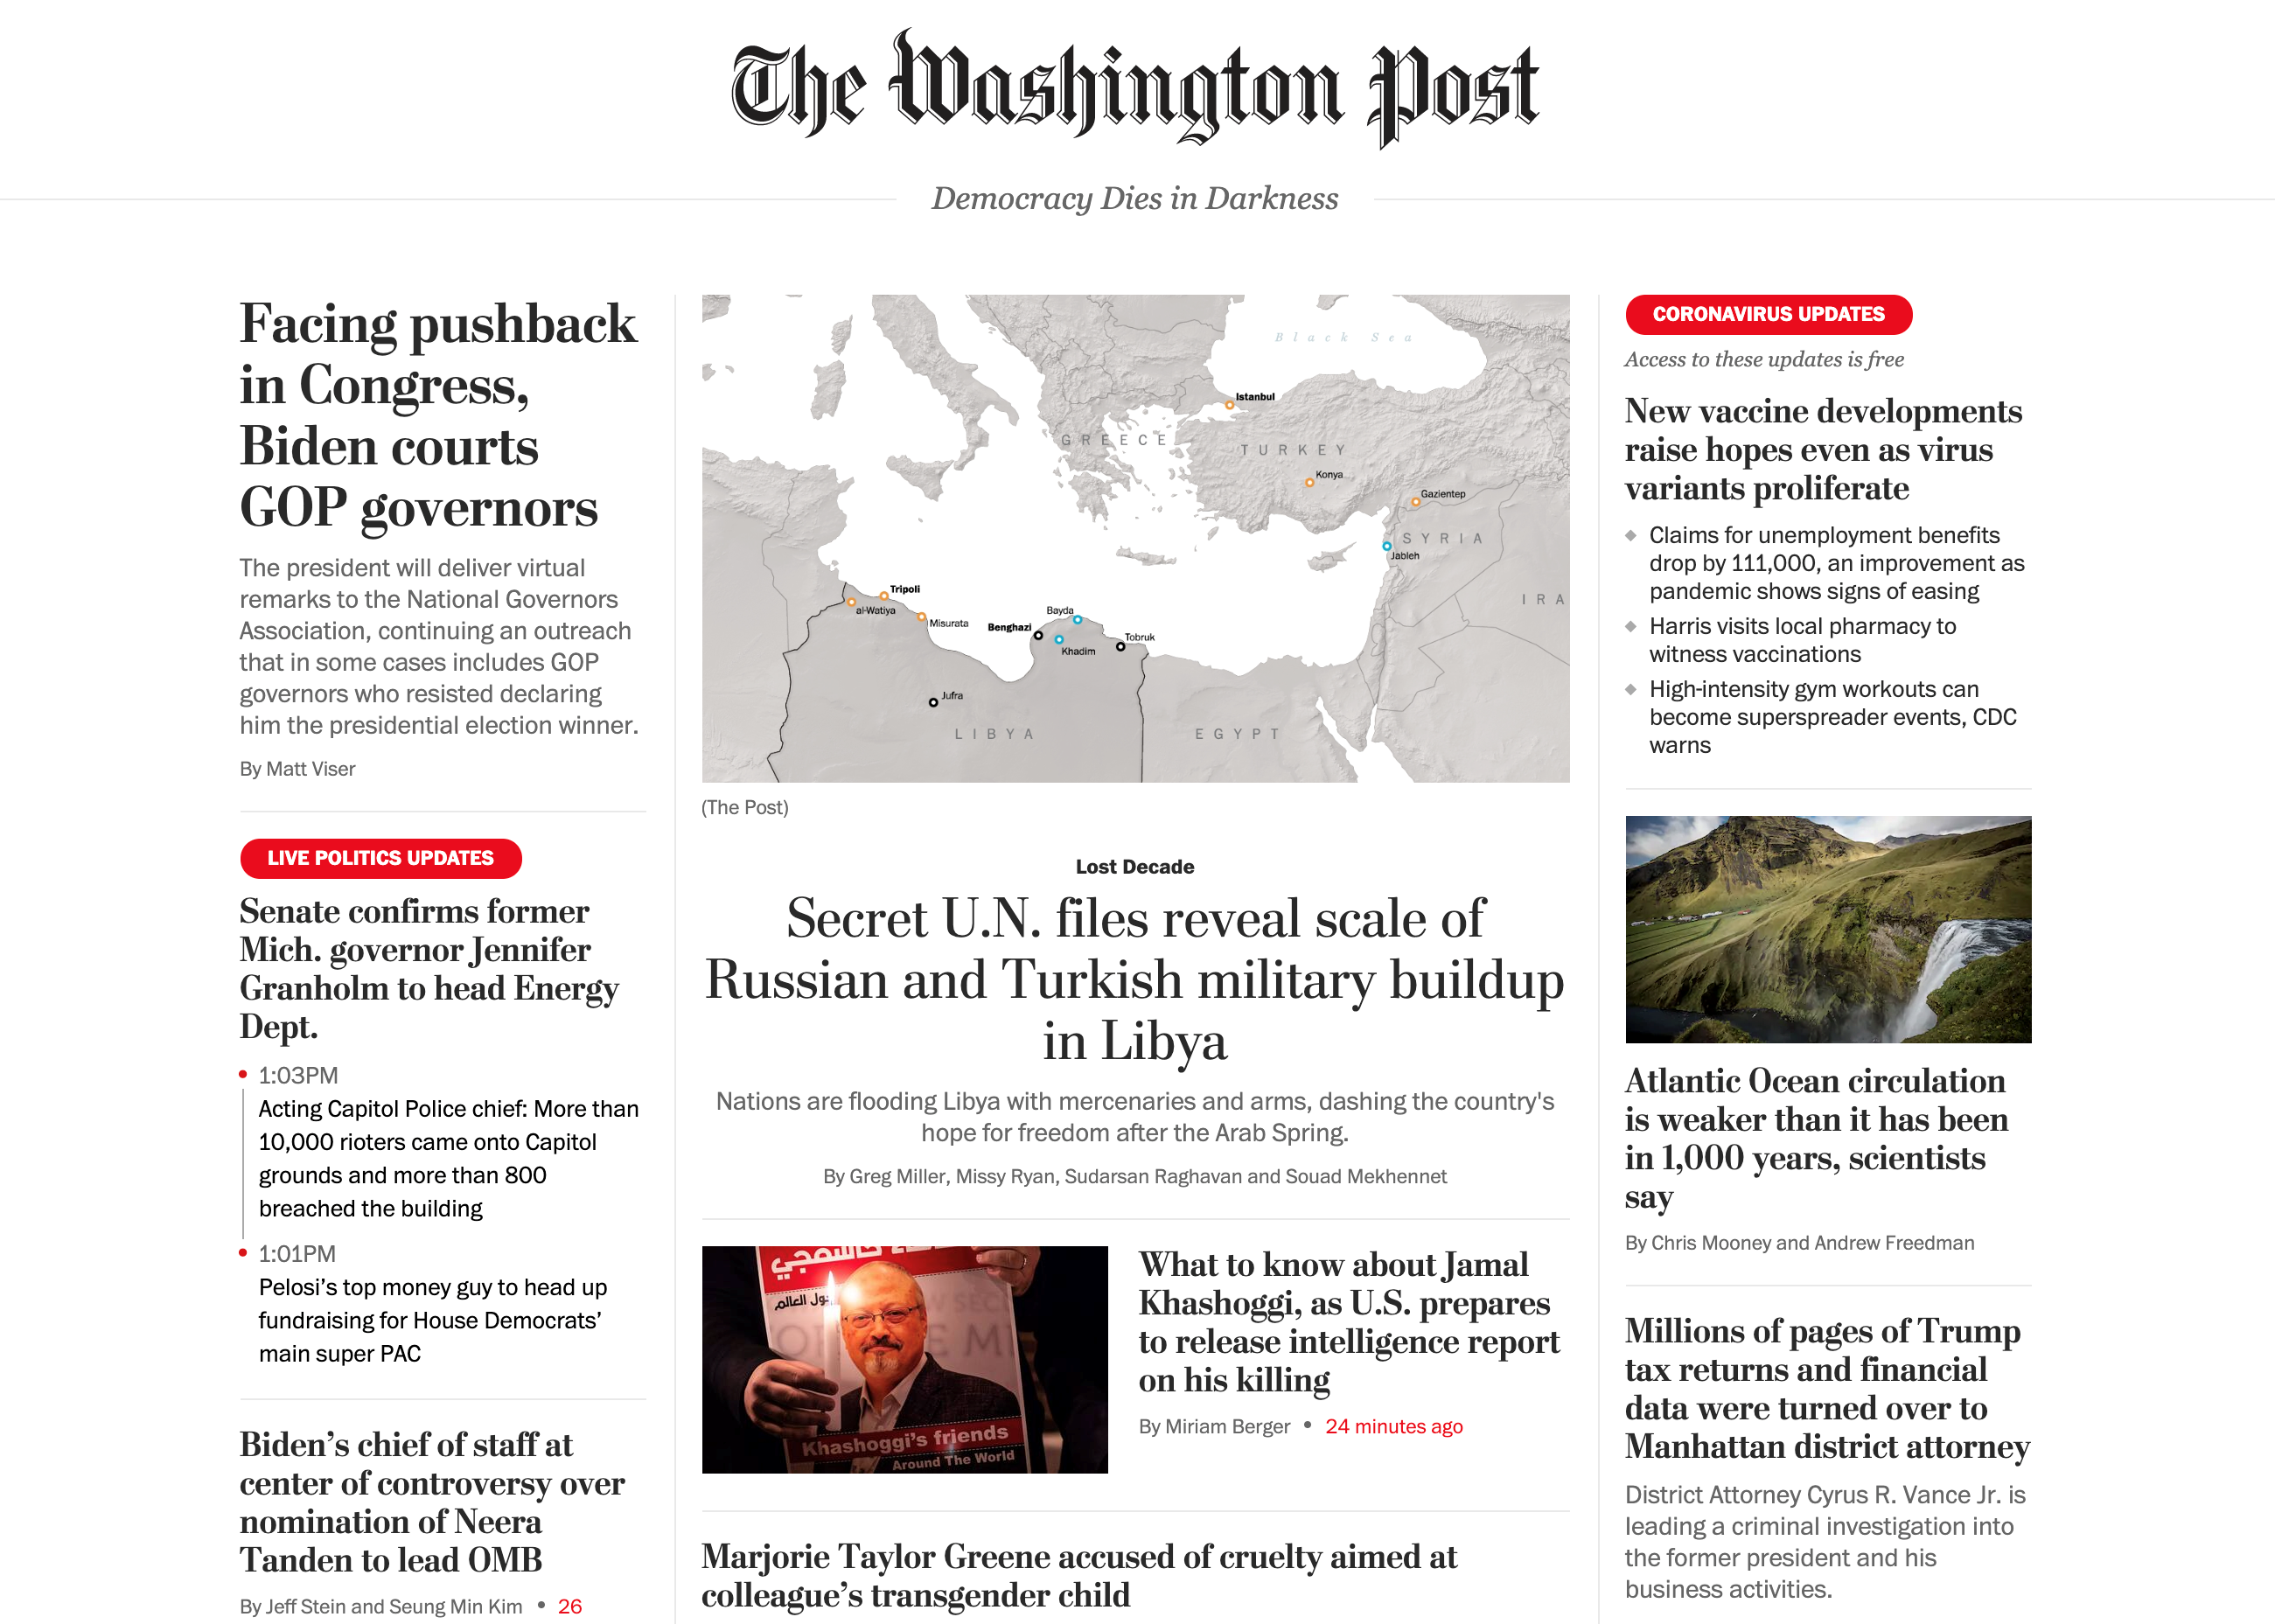 The Washington Post
Democracy Dies in Darkness
Facing pushback
in Congress,
Biden courts
GOP governors
The president will deliver virtual
remarks to the National Governors
Association, continuing an outreach
that in some cases includes GOP
governors who resisted declaring
him the presidential election winner.
By Matt Viser
LIVE POLITICS UPDATES
Senate confirms former
Mich. governor Jennifer
Granholm to head Energy
Dept.
1:03PM
Acting Capitol Police chief: More than
10,000 rioters came onto Capitol
grounds and more than 800
breached the building
1:01PM
Pelosi’s top money guy to head up
fundraising for House Democrats’
main super PAC
Biden’s chief of staff at
center of controversy over
nomination of Neera
Tanden to lead OMB
By Jeff Stein and Seung Min Kim • 26
Black Sea
Istanbul
GREECE
TURKEY
Konya
Gazientep
SYRIA
Jableh
IRA
Tripoli
al-Watiya
Misurata
Bayda
Benghazi
Tobruk
Khadim
Jufra
LIBYA
EGYPT
(The Post)
Lost Decade
Secret U.N. files reveal scale of
Russian and Turkish military buildup
in Libya
Nations are flooding Libya with mercenaries and arms, dashing the country's
hope for freedom after the Arab Spring.
By Greg Miller, Missy Ryan, Sudarsan Raghavan and Souad Mekhennet
Khashoggi's friends
Around The World
What to know about Jamal
Khashoggi, as U.S. prepares
to release intelligence report
on his killing
By Miriam Berger • 24 minutes ago
Marjorie Taylor Greene accused of cruelty aimed at
colleague’s transgender child
CORONAVIRUS UPDATES
Access to these updates is free
New vaccine developments
raise hopes even as virus
variants proliferate
Claims for unemployment benefits
drop by 111,000, an improvement as
pandemic shows signs of easing
Harris visits local pharmacy to
witness vaccinations
High-intensity gym workouts can
become superspreader events, CDC
warns
Atlantic Ocean circulation
is weaker than it has been
in 1,000 years, scientists
say
By Chris Mooney and Andrew Freedman
Millions of pages of Trump
tax returns and financial
data were turned over to
Manhattan district attorney
District Attorney Cyrus R. Vance Jr. is
leading a criminal investigation into
the former president and his
business activities.